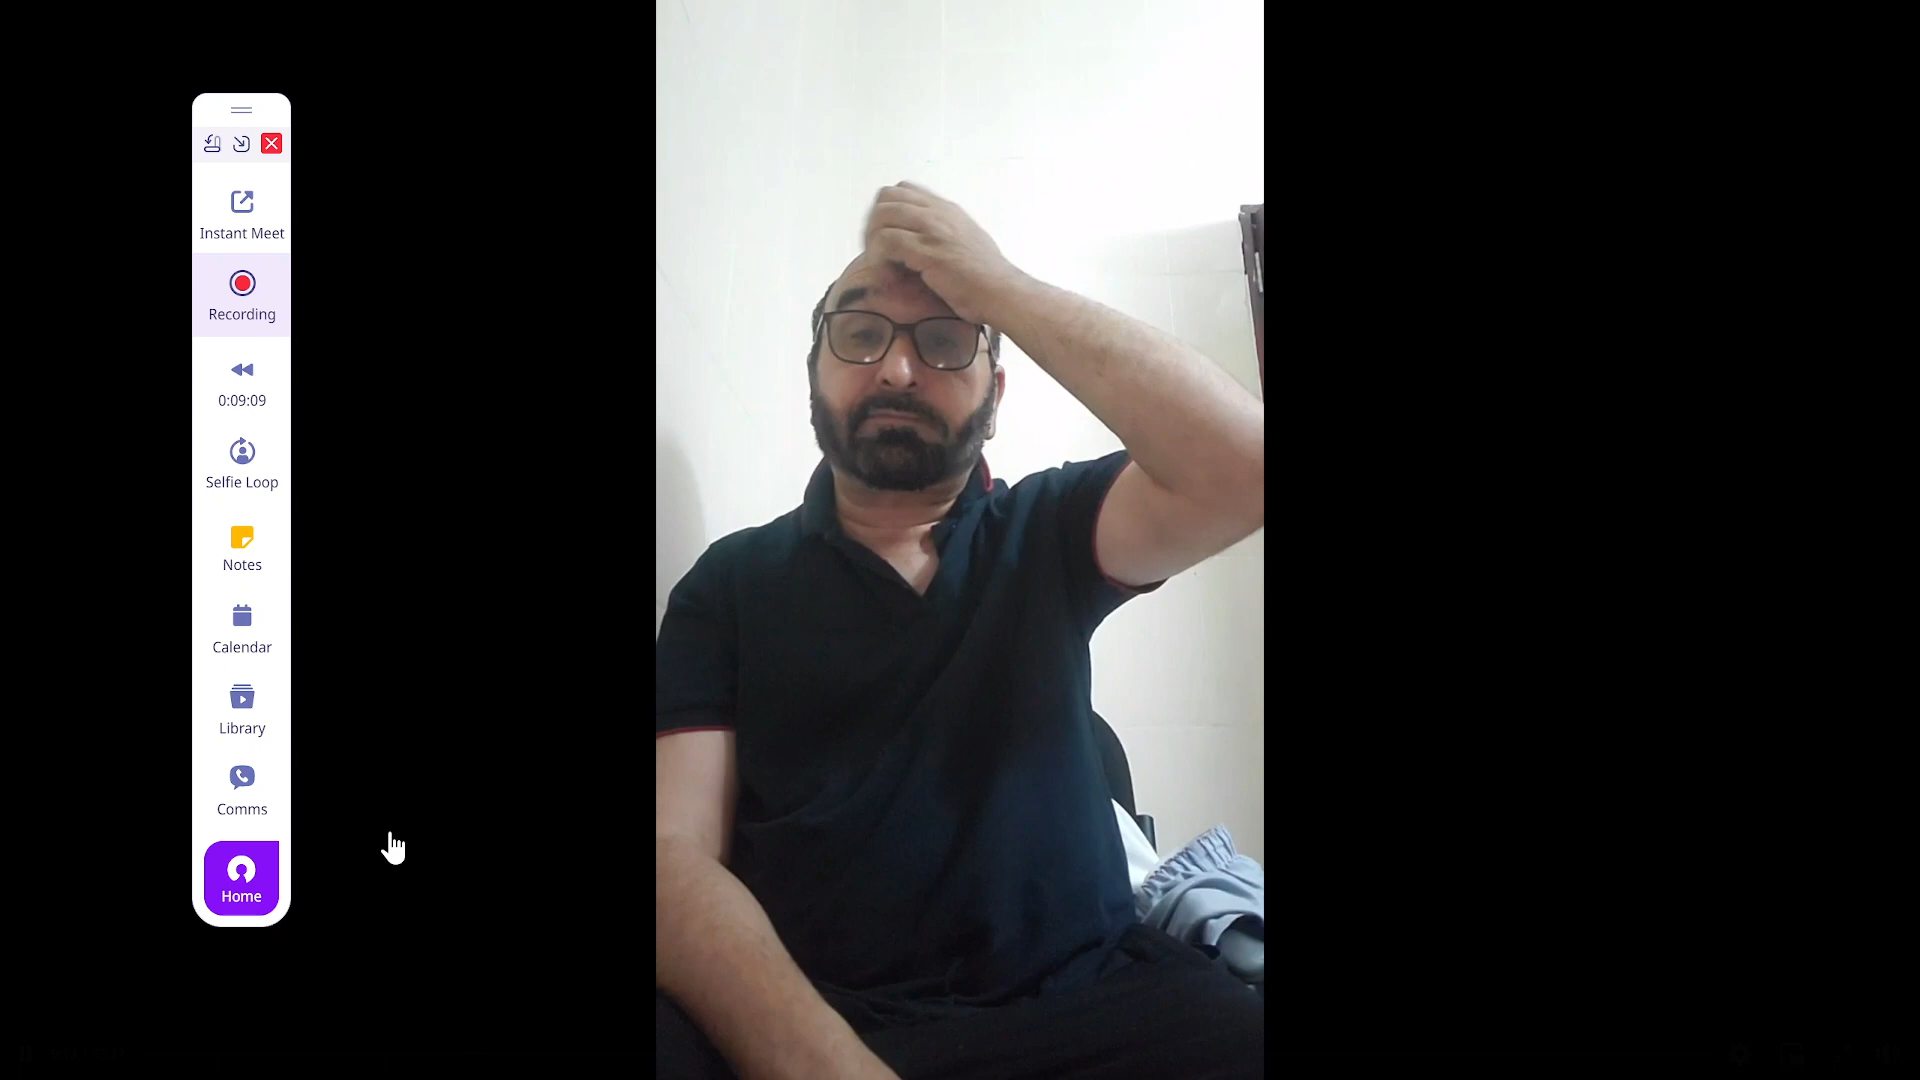 Instant Meet
Recording
0:09:09
Selfie Loop
Notes
Calendar
Library
Comms
Home